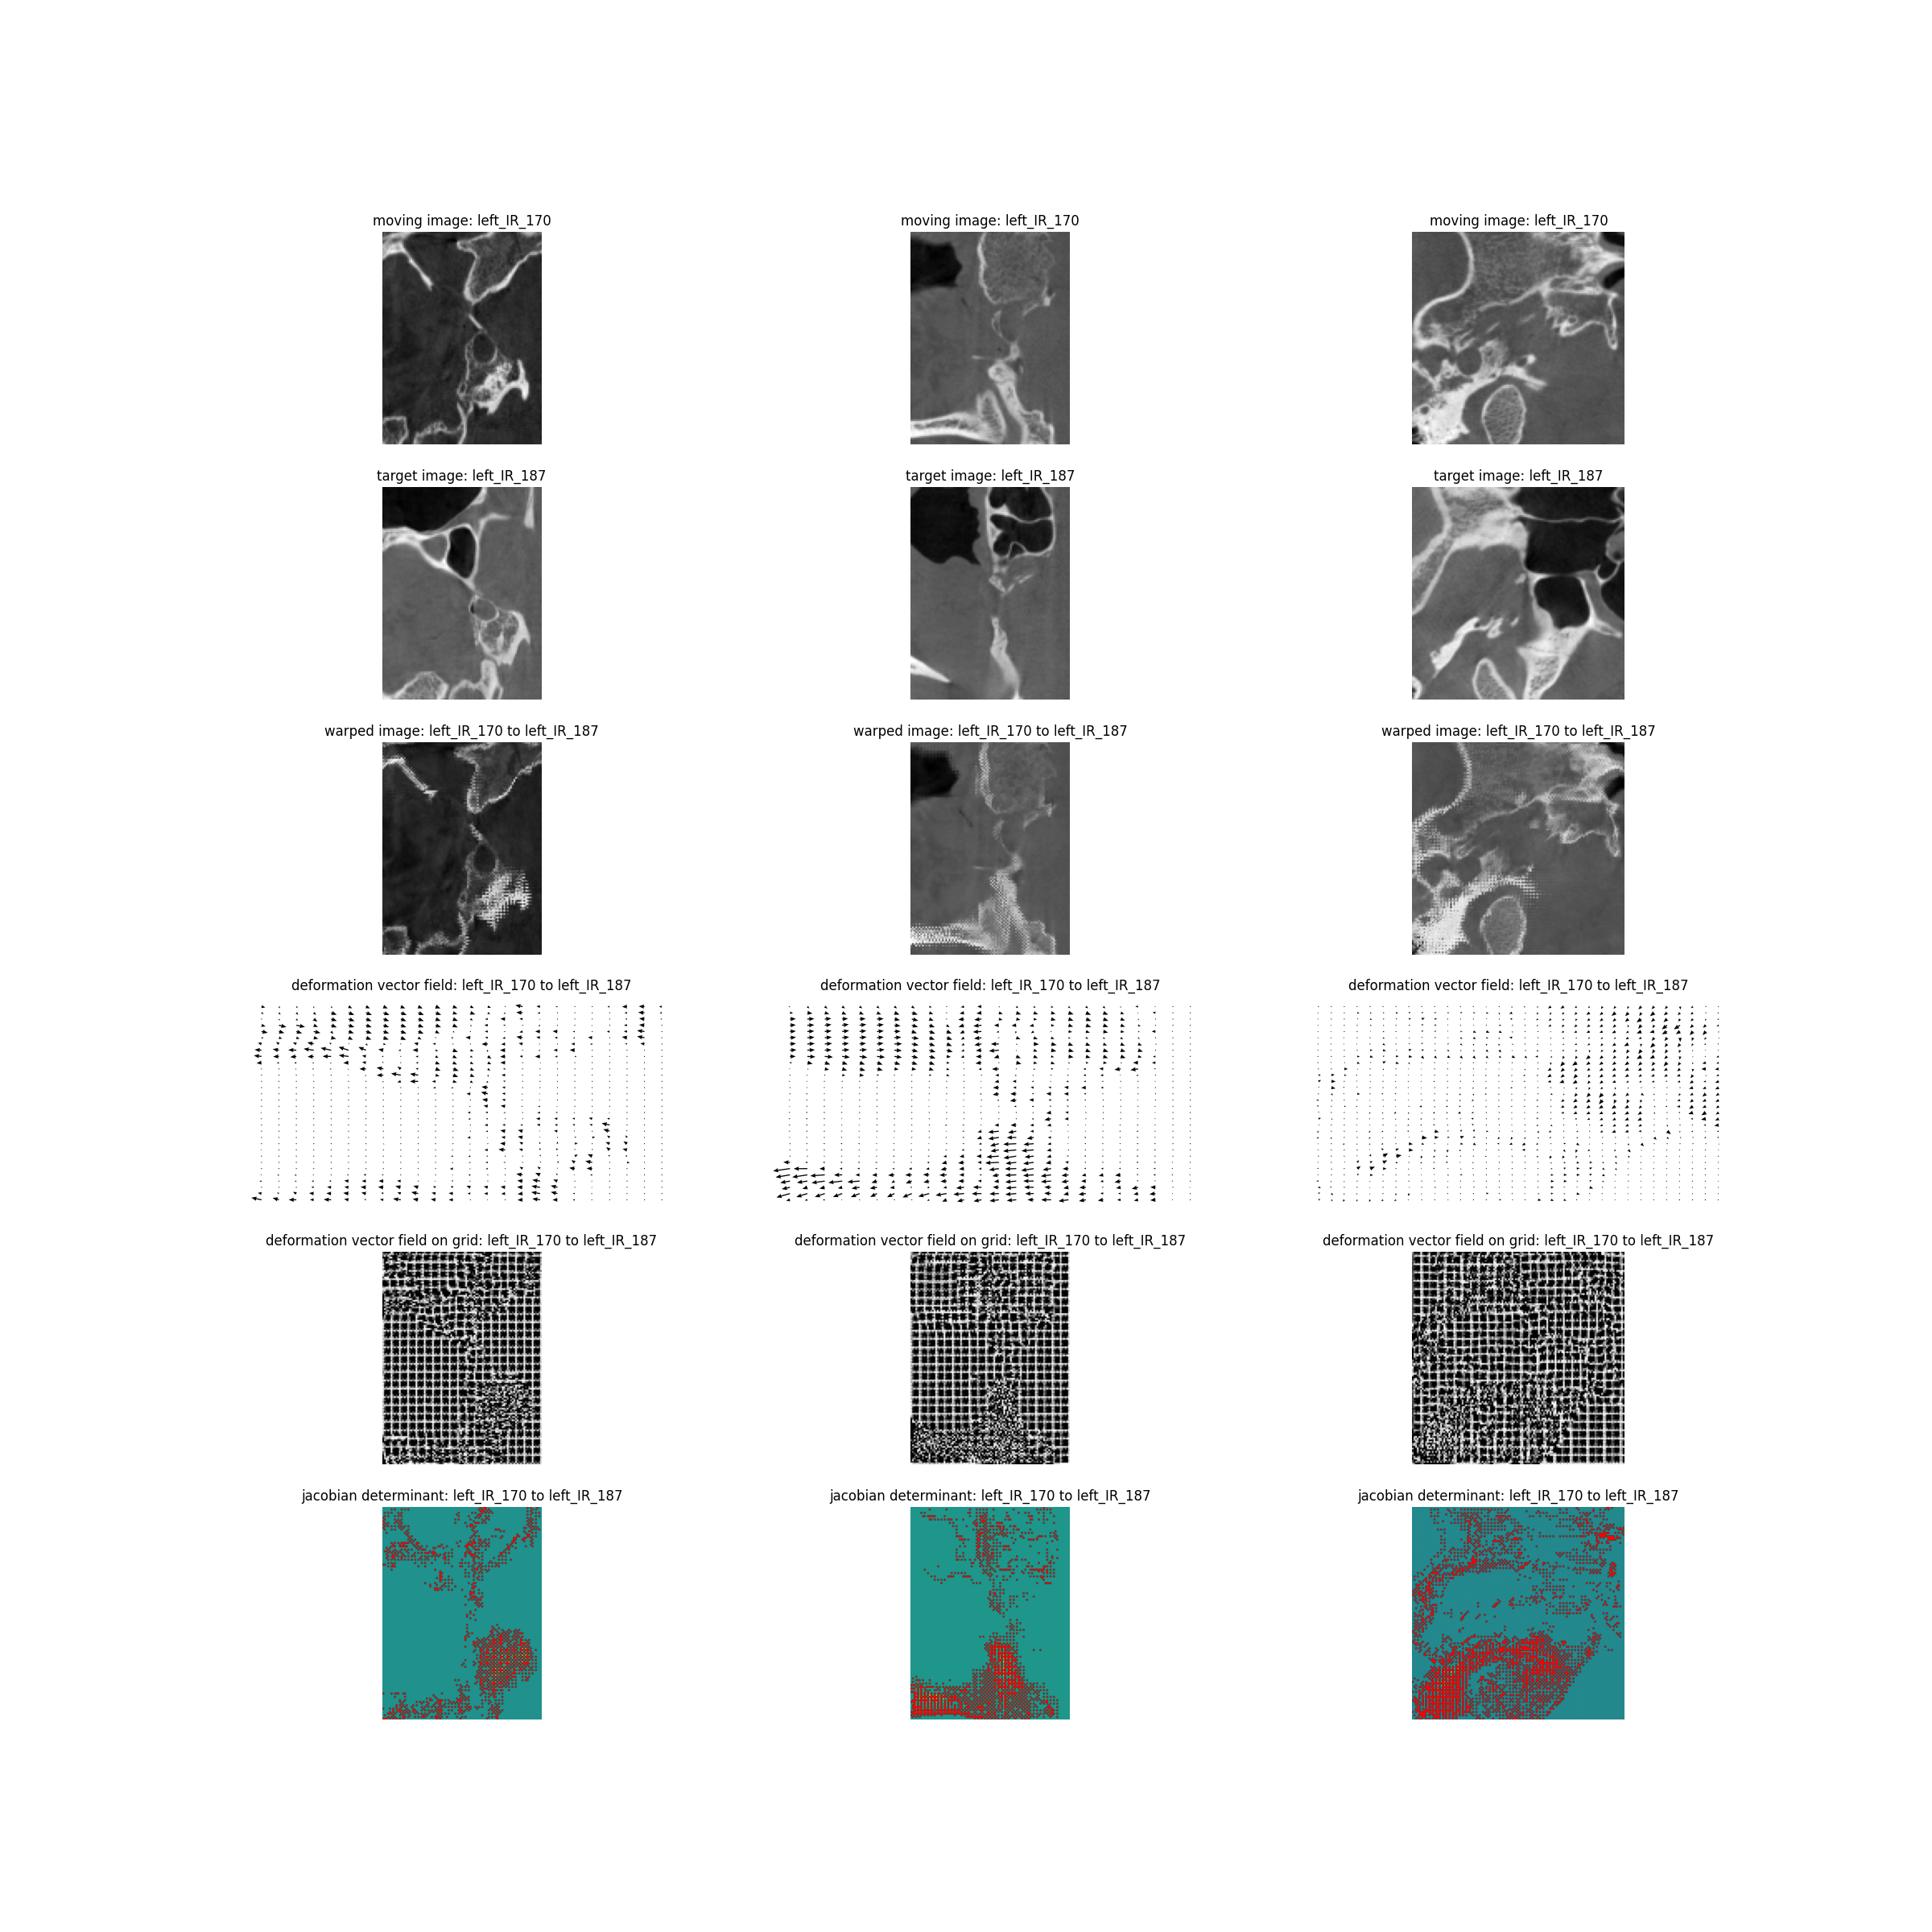 moving image: left_IR_170
moving image: left_IR_170
moving image: left_IR_170
target image: left_IR_187
target image: left_IR_187
target image: left_IR_187
warped image: left_IR_170 to left_IR_187
warped image: left_IR_170 to left_IR_187
warped image: left_IR_170 to left_IR_187
deformation vector field: left_IR_170 to left_IR_187
deformation vector field: left_IR_170 to left_IR_187
deformation vector field: left_IR_170 to left_IR_187
deformation vector field on grid: left_IR_170 to left_IR_187
deformation vector field on grid: left_IR_170 to left_IR_187
deformation vector field on grid: left_IR_170 to left_IR_187
jacobian determinant: left_IR_170 to left_IR_187
jacobian determinant: left_IR_170 to left_IR_187
jacobian determinant: left_IR_170 to left_IR_187